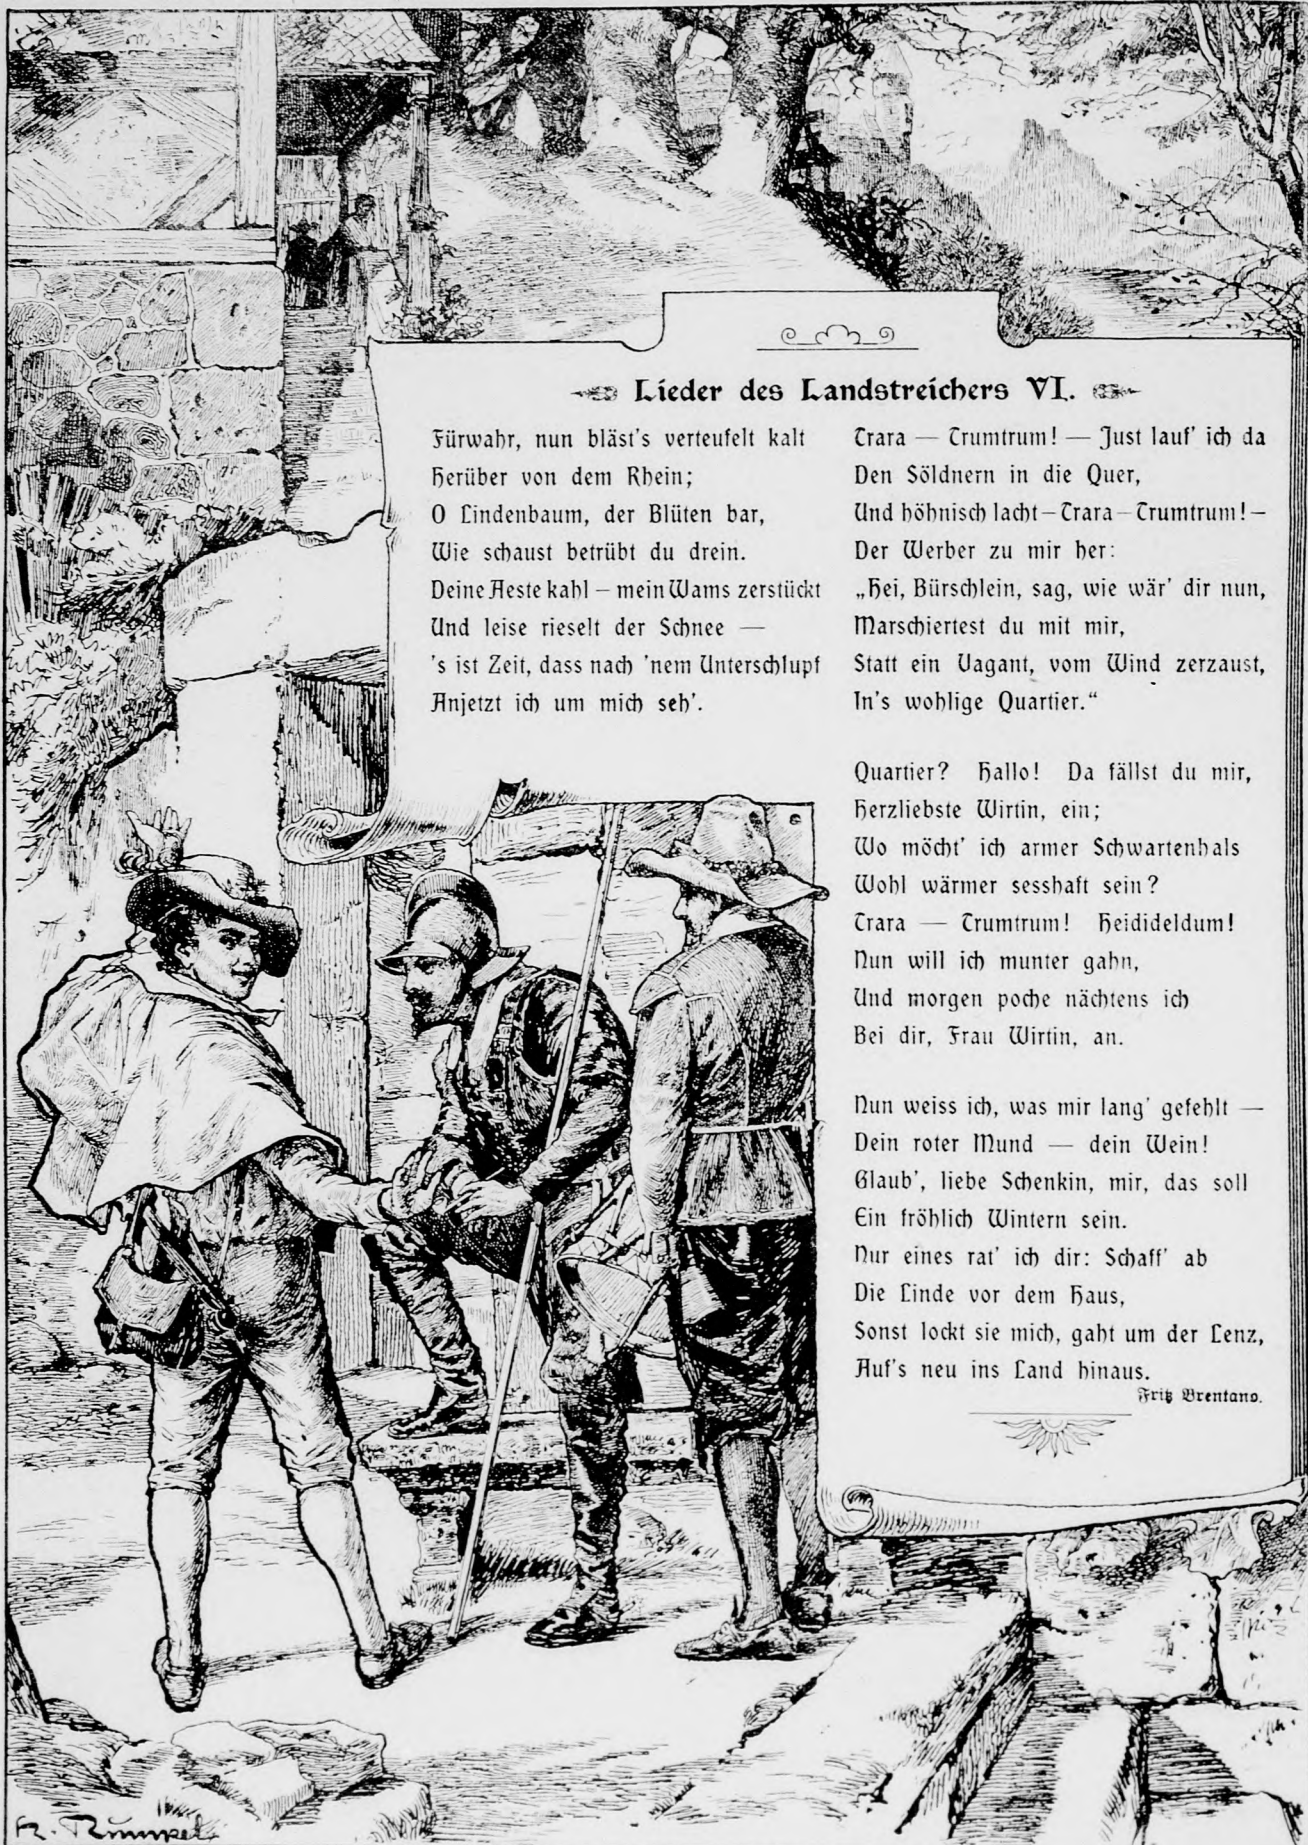 Lieder des Landstreichers VI.
Fürwahr, nun bläst's verteufelt kalt
Herüber von dem Rhein;
O Lindenbaum, der Blüten bar,
Wie schaust betrübt du drein.
Deine Aeste kahl – mein Wams zerstückt
Und leise rieselt der Schnee —
's ist Zeit, dass nach 'nem Unterschlupf
Anjetzt ich um mich seh'.
Trara — Trumtrum! — Just lauf' ich da
Den Söldnern in die Quer,
Und höhnisch lacht – Trara – Trumtrum! –
Der Werber zu mir her:
„Hei, Bürschlein, sag, wie wär' dir nun,
Marschiertest du mit mir,
Statt ein Vagant, vom Wind zerzaust,
In's wohlige Quartier.“
Quartier? Hallo! Da fällst du mir,
Herzliebste Wirtin, ein;
Wo möcht' ich armer Schwartenhals
Wohl wärmer sesshaft sein?
Trara — Trumtrum! Heidideldum!
Nun will ich munter gahn,
Und morgen poche nächtens ich
Bei dir, Frau Wirtin, an.
Nun weiss ich, was mir lang' gefehlt —
Dein roter Mund — dein Wein!
Glaub', liebe Schenkin, mir, das soll
Ein fröhlich Wintern sein.
Nur eines rat' ich dir: Schaff' ab
Die Linde vor dem Haus,
Sonst lockt sie mich, gaht um der Lenz,
Auf's neu ins Land hinaus.
Fritz Brentano.